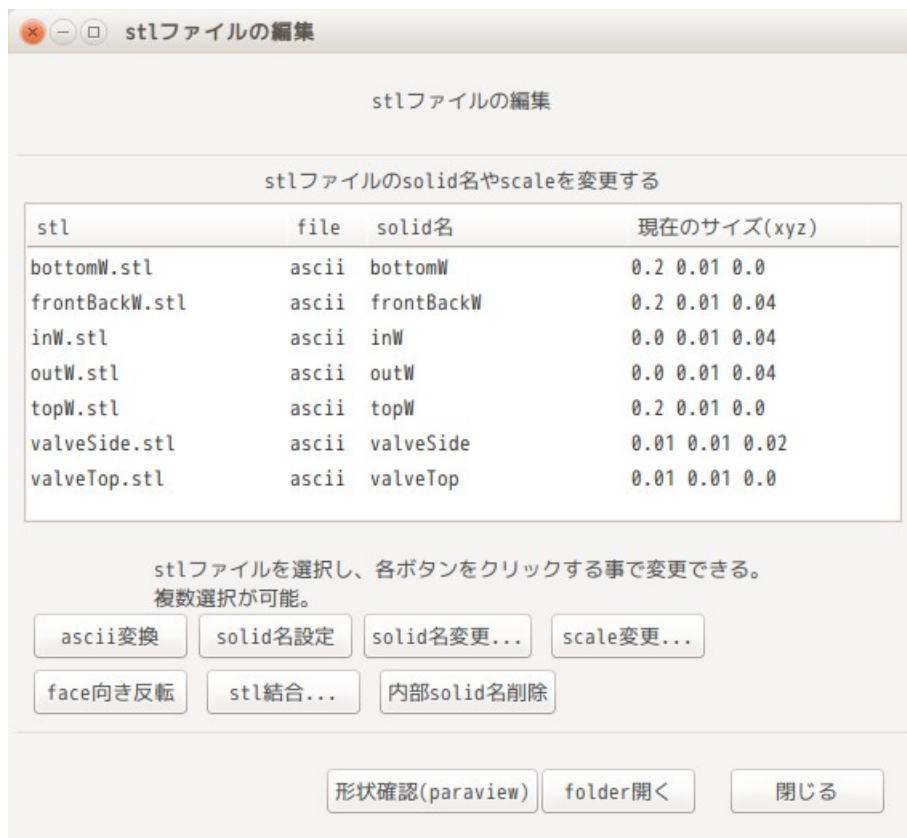 stlファイルの編集
stlファイルの編集
stlファイルのsolid名やscaleを変更する
stl file solid名 現在のサイズ(xyz)
bottomW.stl ascii bottomW 0.2 0.01 0.0
frontBackW.stl ascii frontBackW 0.2 0.01 0.04
inW.stl ascii inW 0.0 0.01 0.04
outW.stl ascii outW 0.0 0.01 0.04
topW.stl ascii topW 0.2 0.01 0.0
valveSide.stl ascii valveSide 0.01 0.01 0.02
valveTop.stl ascii valveTop 0.01 0.01 0.0
stlファイルを選択し、各ボタンをクリックする事で変更できる。
複数選択が可能。
ascii変換 solid名設定 solid名変更... scale変更...
face向き反転 stl結合... 内部solid名削除
形状確認(paraview) folder開く 閉じる